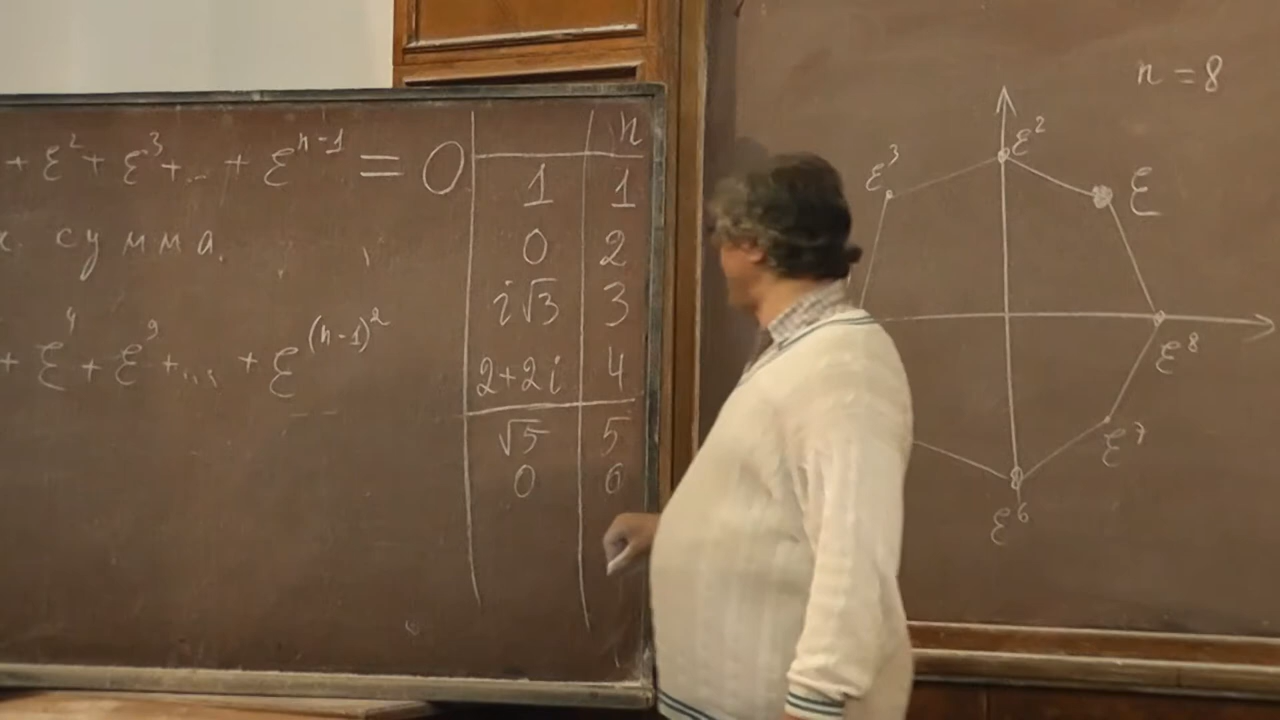 + ε² + ε³ + ... + εⁿ⁻¹ = 0
сумма.
+ ε⁴ + ε⁹ + ... + ε⁽ⁿ⁻¹⁾²
n
1 1
0 2
i√3 3
2+2i 4
√5 5
0 6
n = 8
ε²
ε³
ε
ε⁸
ε⁷
ε⁶